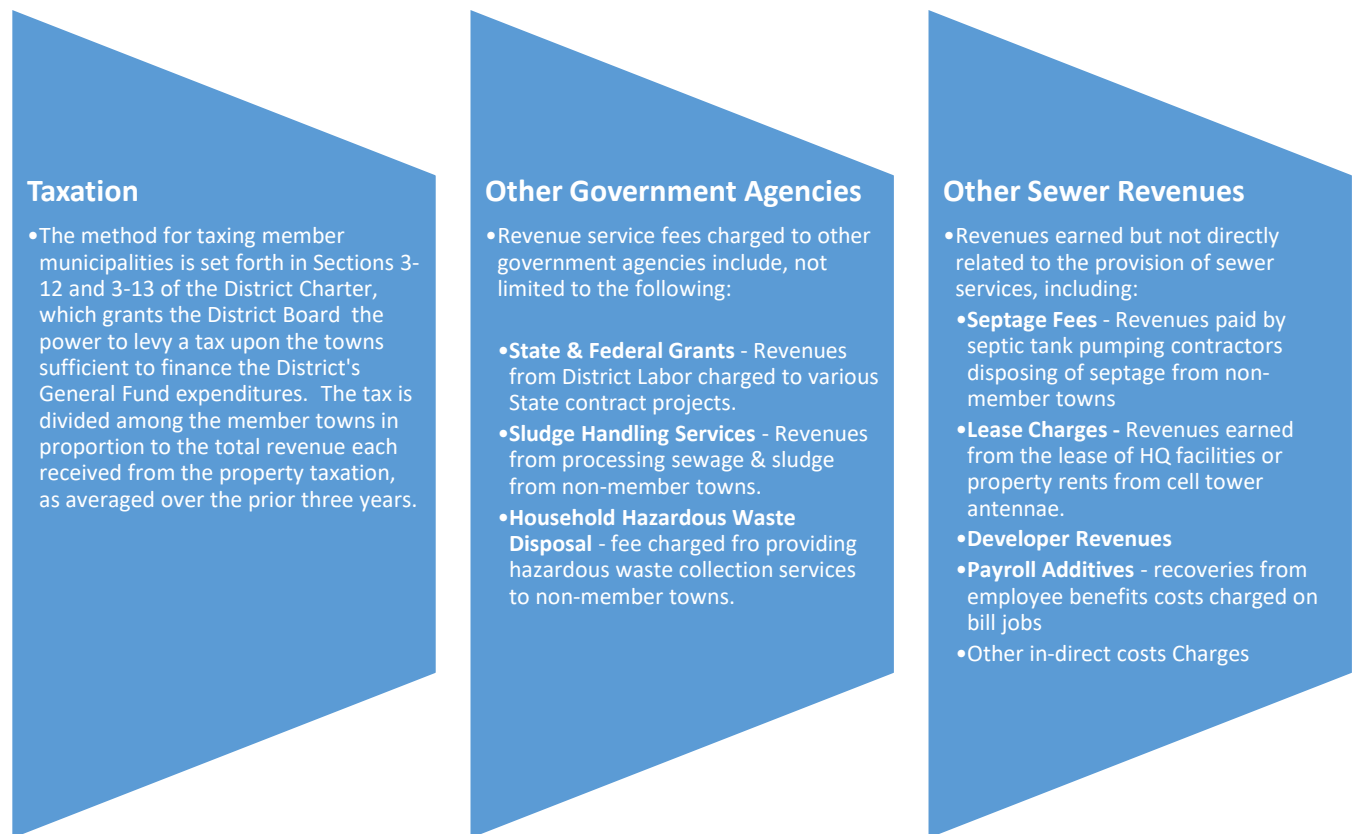 Taxation
•The method for taxing member
municipalities is set forth in Sections 3-
12 and 3-13 of the District Charter,
which grants the District Board  the
power to levy a tax upon the towns
sufficient to finance the District's
General Fund expenditures.  The tax is
divided among the member towns in
proportion to the total revenue each
received from the property taxation,
as averaged over the prior three years.
Other Government Agencies
•Revenue service fees charged to other
government agencies include, not
limited to the following:
•State & Federal Grants - Revenues
from District Labor charged to various
State contract projects.
•Sludge Handling Services - Revenues
from processing sewage & sludge
from non-member towns.
•Household Hazardous Waste
Disposal - fee charged fro providing
hazardous waste collection services
to non-member towns.
Other Sewer Revenues
•Revenues earned but not directly
related to the provision of sewer
services, including:
•Septage Fees - Revenues paid by
septic tank pumping contractors
disposing of septage from non-
member towns
•Lease Charges - Revenues earned
from the lease of HQ facilities or
property rents from cell tower
antennae.
•Developer Revenues
•Payroll Additives - recoveries from
employee benefits costs charged on
bill jobs
•Other in-direct costs Charges